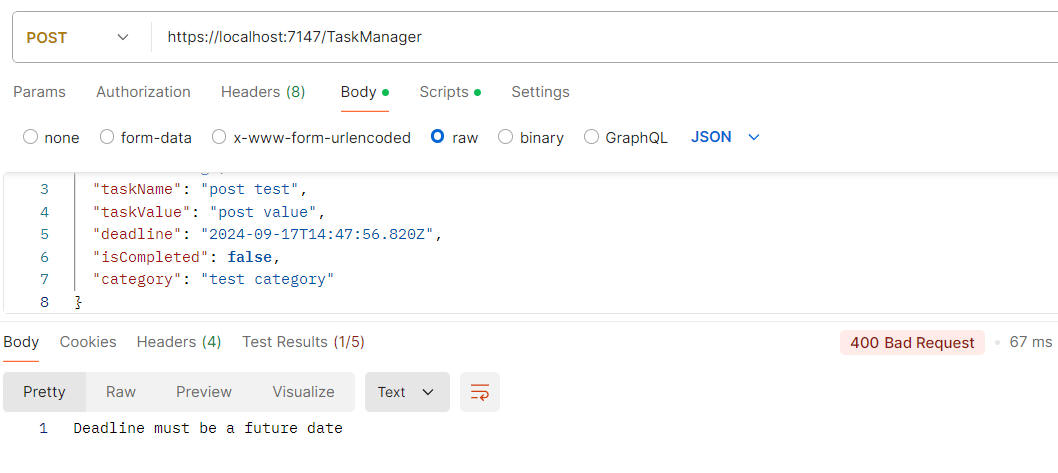 POST https://localhost:7147/TaskManager
Params Authorization Headers (8) Body Scripts Settings
none form-data x-www-form-urlencoded raw binary GraphQL JSON
3 "taskName": "post test",
4 "taskValue": "post value",
5 "deadline": "2024-09-17T14:47:56.820Z",
6 "isCompleted": false,
7 "category": "test category"
8 }
Body Cookies Headers (4) Test Results (1/5) 400 Bad Request 67 ms
Pretty Raw Preview Visualize Text
1 Deadline must be a future date